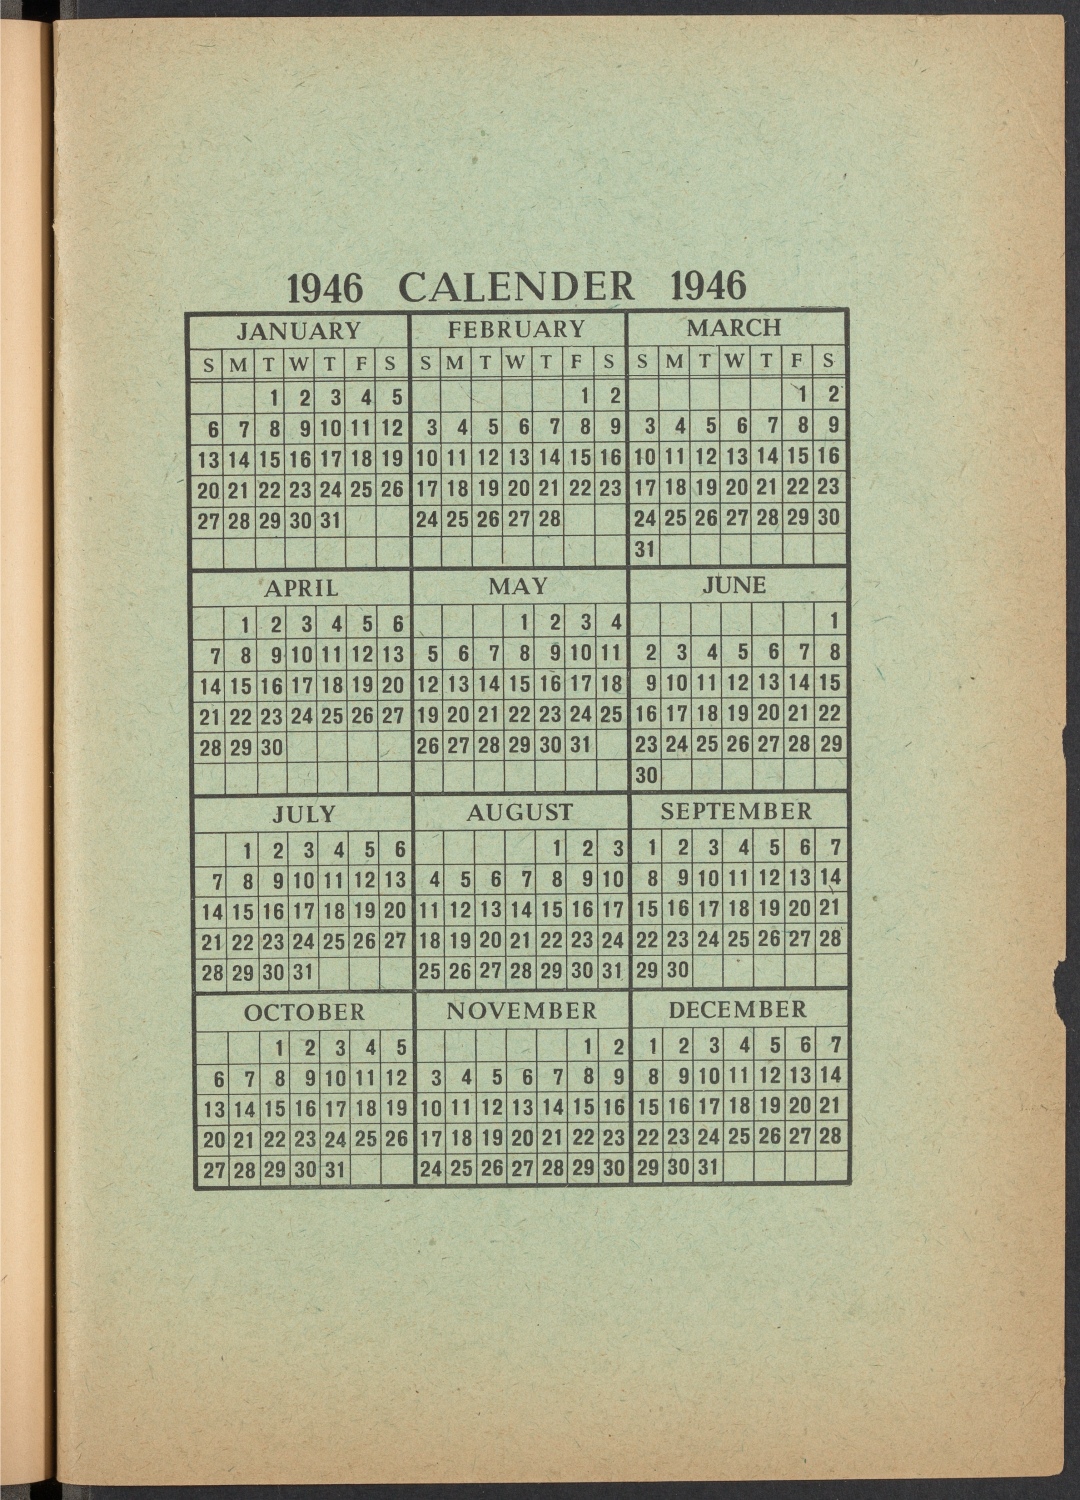 1946 CALENDER 1946
JANUARY FEBRUARY MARCH
S M T W T F S S M T W T F S S M T W T F S
1 2 3 4 5 1 2 1 2
6 7 8 9 10 11 12 3 4 5 6 7 8 9 3 4 5 6 7 8 9
13 14 15 16 17 18 19 10 11 12 13 14 15 16 10 11 12 13 14 15 16
20 21 22 23 24 25 26 17 18 19 20 21 22 23 17 18 19 20 21 22 23
27 28 29 30 31 24 25 26 27 28 24 25 26 27 28 29 30
31
APRIL MAY JUNE
1 2 3 4 5 6 1 2 3 4 1
7 8 9 10 11 12 13 5 6 7 8 9 10 11 2 3 4 5 6 7 8
14 15 16 17 18 19 20 12 13 14 15 16 17 18 9 10 11 12 13 14 15
21 22 23 24 25 26 27 19 20 21 22 23 24 25 16 17 18 19 20 21 22
28 29 30 26 27 28 29 30 31 23 24 25 26 27 28 29
30
JULY AUGUST SEPTEMBER
1 2 3 4 5 6 1 2 3 1 2 3 4 5 6 7
7 8 9 10 11 12 13 4 5 6 7 8 9 10 8 9 10 11 12 13 14
14 15 16 17 18 19 20 11 12 13 14 15 16 17 15 16 17 18 19 20 21
21 22 23 24 25 26 27 18 19 20 21 22 23 24 22 23 24 25 26 27 28
28 29 30 31 25 26 27 28 29 30 31 29 30
OCTOBER NOVEMBER DECEMBER
1 2 3 4 5 1 2 1 2 3 4 5 6 7
6 7 8 9 10 11 12 3 4 5 6 7 8 9 8 9 10 11 12 13 14
13 14 15 16 17 18 19 10 11 12 13 14 15 16 15 16 17 18 19 20 21
20 21 22 23 24 25 26 17 18 19 20 21 22 23 22 23 24 25 26 27 28
27 28 29 30 31 24 25 26 27 28 29 30 29 30 31